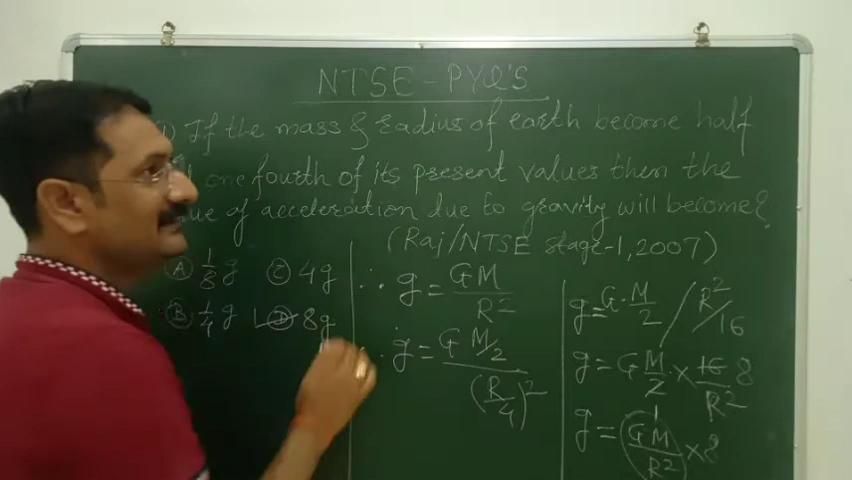 NTSE - PYQ'S
1) If the mass & radius of earth become half
one fourth of its present values then the
of acceleration due to gravity will become?
(Raj/NTSE stage-1, 2007)
(A) 1/8 g (C) 4g
(B) 1/4 g (D) 8g
∴ g = GM/R²
∴ g = G M/2 / (R/4)²
g = G·M/2 / R²/16
g = G M/2 × 16 8/R²
g = (GM/R²) × 8